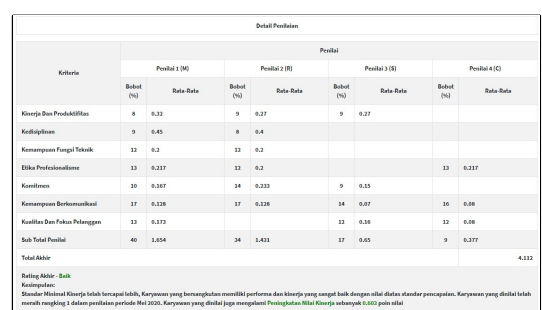 Detail Penilaian
Kriteria
Penilai
Penilai 1 (M) Penilai 2 (R) Penilai 3 (S) Penilai 4 (C)
Bobot (%) Rata-Rata Bobot (%) Rata-Rata Bobot (%) Rata-Rata Bobot (%) Rata-Rata
Kinerja Dan Produktifitas 8 0.32 9 0.27 9 0.27
Kedisiplinan 9 0.45 8 0.4
Kemampuan Fungsi Teknik 12 0.2 12 0.2
Etika Profesionalisme 13 0.217 12 0.2 13 0.217
Komitmen 10 0.167 14 0.233 9 0.15
Kemampuan Berkomunikasi 17 0.128 17 0.128 14 0.07 16 0.08
Kualitas Dan Fokus Pelanggan 13 0.173 12 0.16 12 0.08
Sub Total Penilai 40 1.654 34 1.431 17 0.65 9 0.377
Total Akhir 4.112
Rating Akhir - Baik
Kesimpulan:
Standar Minimal Kinerja telah tercapai lebih, Karyawan yang bersangkutan memiliki performa dan kinerja yang sangat baik dengan nilai diatas standar pencapaian. Karyawan yang dinilai telah
meraih rangking 1 dalam penilaian periode Mei 2020. Karyawan yang dinilai juga mengalami Peningkatan Nilai Kinerja sebanyak 0.602 poin nilai